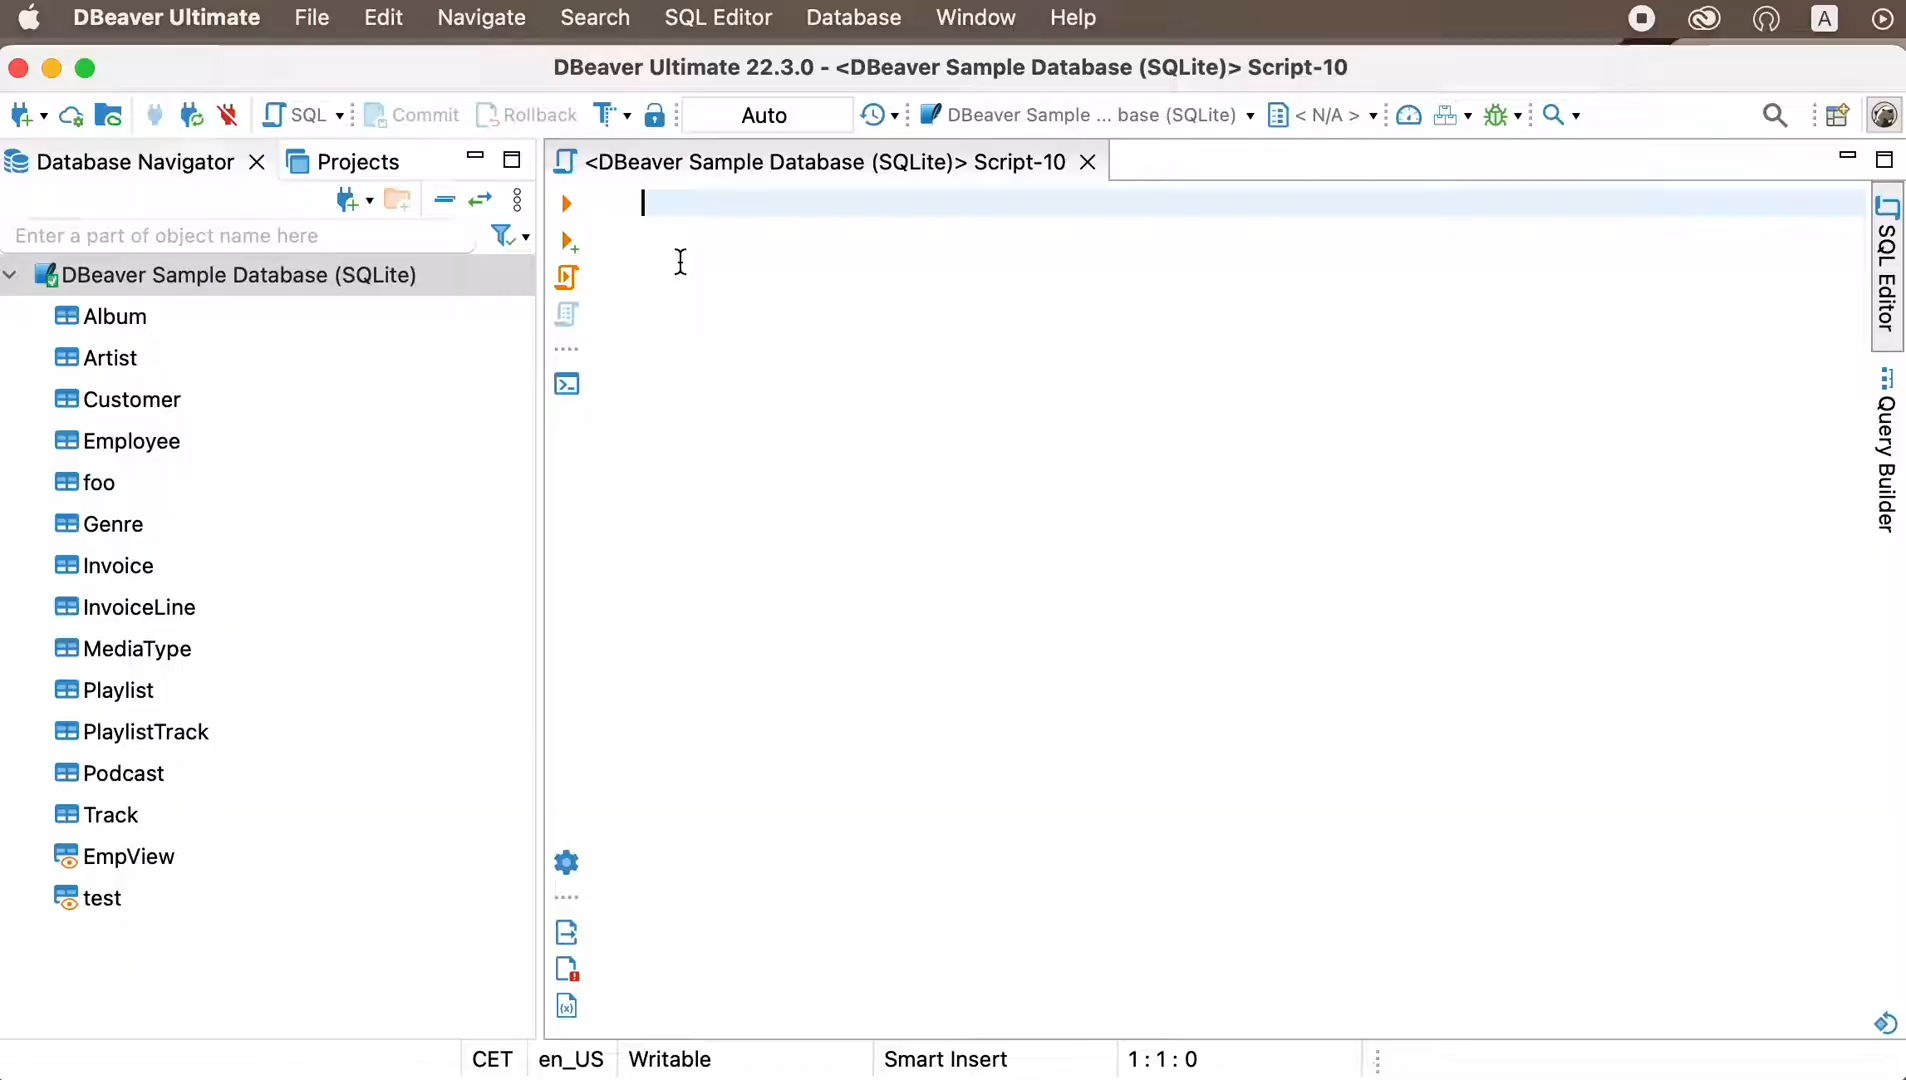 DBeaver Ultimate File Edit Navigate Search SQL Editor Database Window Help A
DBeaver Ultimate 22.3.0 - <DBeaver Sample Database (SQLite)> Script-10
SQL Commit Rollback Auto DBeaver Sample ... base (SQLite) < N/A >
Database Navigator Projects
<DBeaver Sample Database (SQLite)> Script-10
Enter a part of object name here
DBeaver Sample Database (SQLite)
Album
Artist
Customer
Employee
foo
Genre
Invoice
InvoiceLine
MediaType
Playlist
PlaylistTrack
Podcast
Track
EmpView
test
SQL Editor
Query Builder
CET en_US Writable Smart Insert 1 : 1 : 0